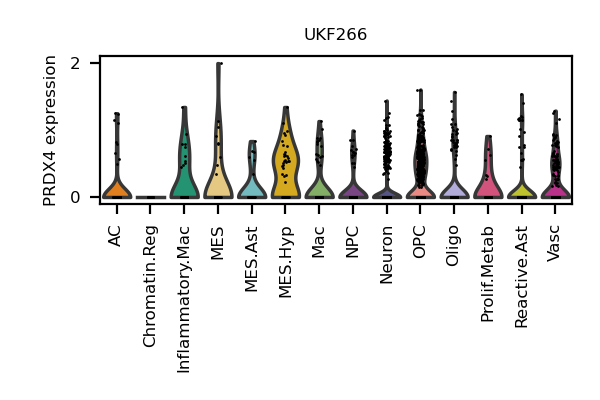 UKF266
PRDX4 expression
2
0
AC
Chromatin.Reg
Inflammatory.Mac
MES
MES.Ast
MES.Hyp
Mac
NPC
Neuron
OPC
Oligo
Prolif.Metab
Reactive.Ast
Vasc